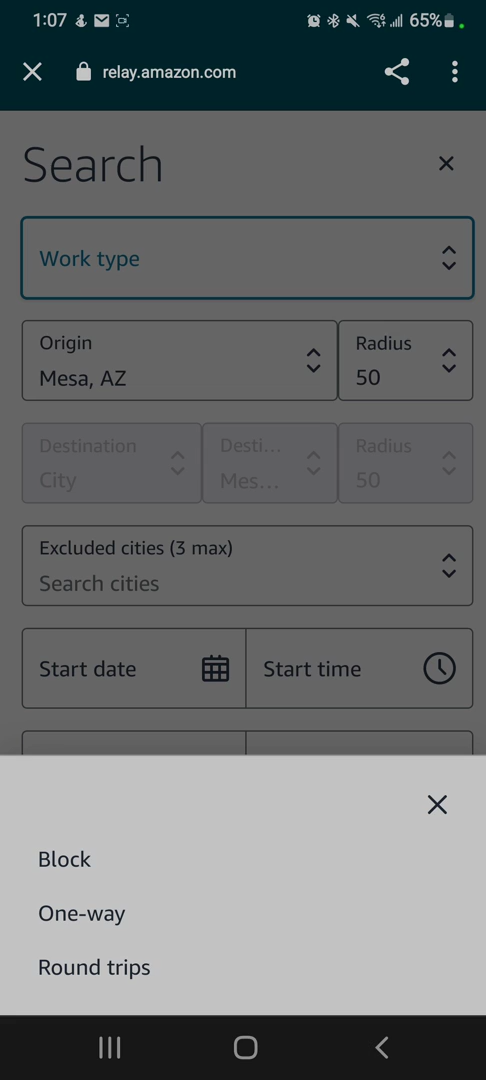 1:07
65%
relay.amazon.com
Search
Work type
Origin
Mesa, AZ
Radius
50
Destination
City
Desti...
Mes...
Radius
50
Excluded cities (3 max)
Search cities
Start date
Start time
Block
One-way
Round trips